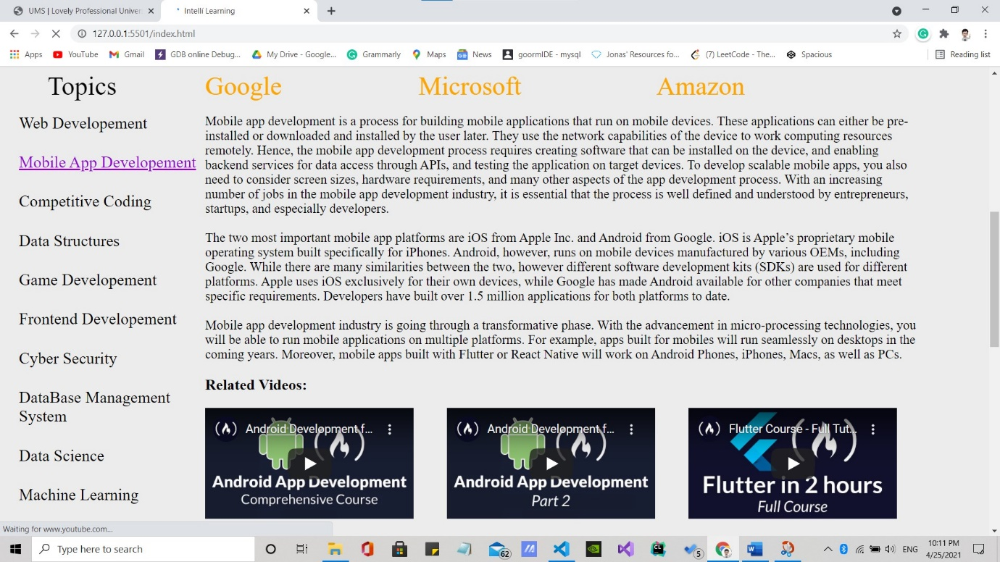 UMS | Lovely Professional Univer
Intellí Learning
127.0.0.1:5501/index.html
Apps YouTube Gmail GDB online Debug... My Drive - Google... Grammarly Maps News goormIDE - mysql Jonas' Resources fo... (7) LeetCode - The... Spacious Reading list
Topics
Google Microsoft Amazon
Web Developement
Mobile App Developement
Competitive Coding
Data Structures
Game Developement
Frontend Developement
Cyber Security
DataBase Management
System
Data Science
Machine Learning
Mobile app development is a process for building mobile applications that run on mobile devices. These applications can either be pre-
installed or downloaded and installed by the user later. They use the network capabilities of the device to work computing resources
remotely. Hence, the mobile app development process requires creating software that can be installed on the device, and enabling
backend services for data access through APIs, and testing the application on target devices. To develop scalable mobile apps, you also
need to consider screen sizes, hardware requirements, and many other aspects of the app development process. With an increasing
number of jobs in the mobile app development industry, it is essential that the process is well defined and understood by entrepreneurs,
startups, and especially developers.
The two most important mobile app platforms are iOS from Apple Inc. and Android from Google. iOS is Apple’s proprietary mobile
operating system built specifically for iPhones. Android, however, runs on mobile devices manufactured by various OEMs, including
Google. While there are many similarities between the two, however different software development kits (SDKs) are used for different
platforms. Apple uses iOS exclusively for their own devices, while Google has made Android available for other companies that meet
specific requirements. Developers have built over 1.5 million applications for both platforms to date.
Mobile app development industry is going through a transformative phase. With the advancement in micro-processing technologies, you
will be able to run mobile applications on multiple platforms. For example, apps built for mobiles will run seamlessly on desktops in the
coming years. Moreover, mobile apps built with Flutter or React Native will work on Android Phones, iPhones, Macs, as well as PCs.
Related Videos:
Android Development f...
Android App Development
Comprehensive Course
Android Development f...
Android App Development
Part 2
Flutter Course - Full Tut...
Flutter in 2 hours
Full Course
Waiting for www.youtube.com...
Type here to search
62
5
ENG
10:11 PM
4/25/2021